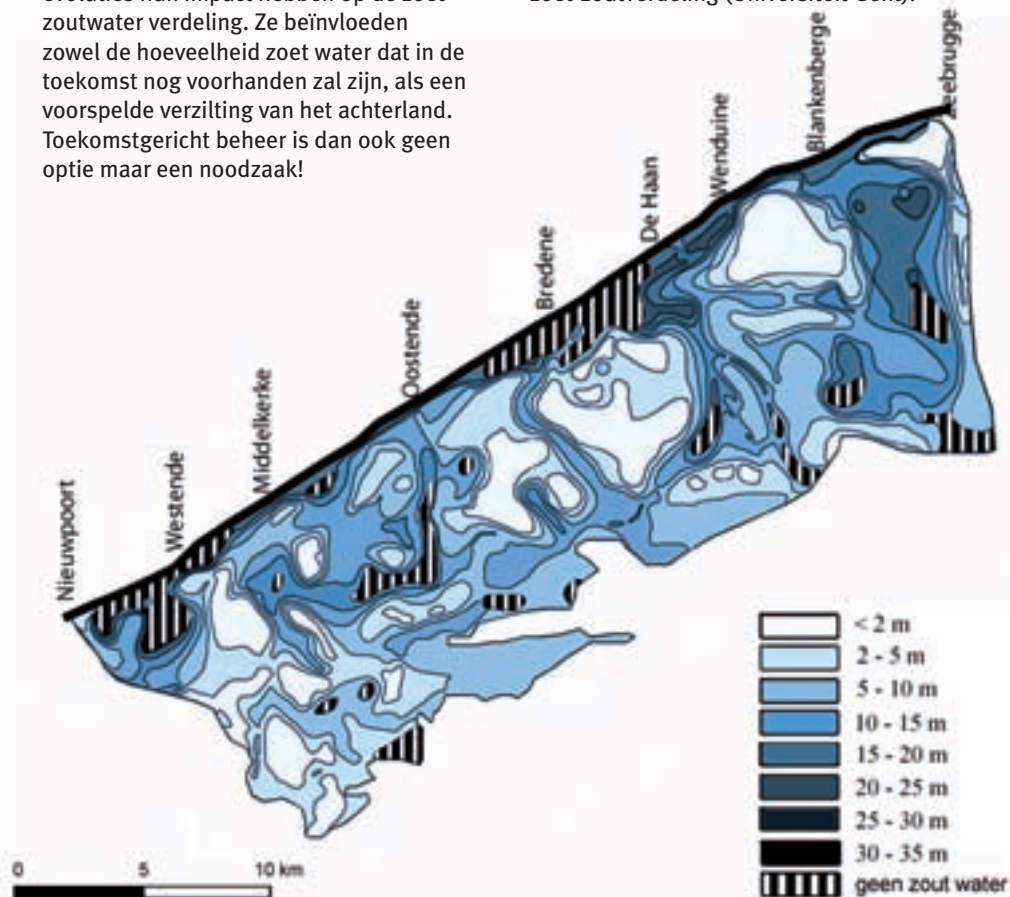 zoutwater verdeling. Ze beïnvloeden
zowel de hoeveelheid zoet water dat in de
toekomst nog voorhanden zal zijn, als een
voorspelde verzilting van het achterland.
Toekomstgericht beheer is dan ook geen
optie maar een noodzaak!
Nieuwpoort
Westende
Middelkerke
Oostende
Bredene
De Haan
Wenduine
Blankenberge
Zeebrugge
< 2 m
2 - 5 m
5 - 10 m
10 - 15 m
15 - 20 m
20 - 25 m
25 - 30 m
30 - 35 m
geen zout water
0 5 10 km